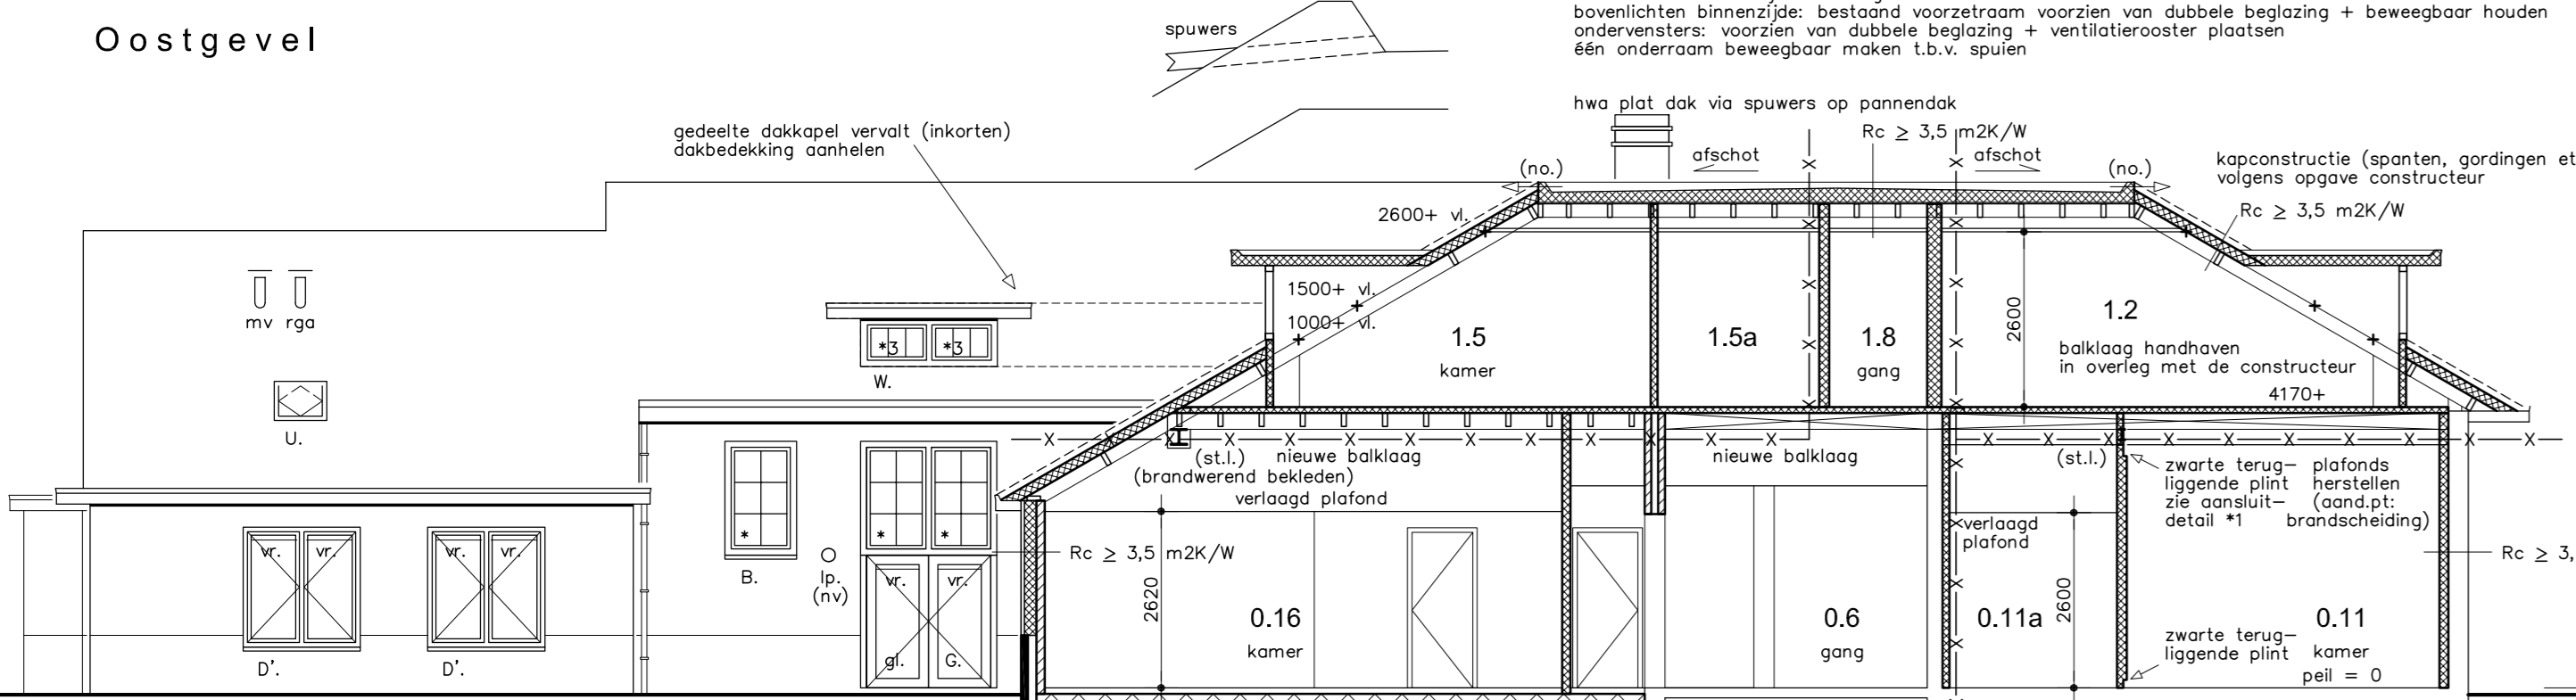 Oostgevel
spuwers
bovenlichten binnenzijde: bestaand voorzetraam voorzien van dubbele beglazing + beweegbaar houden
ondervensters: voorzien van dubbele beglazing + ventilatierooster plaatsen
één onderraam beweegbaar maken t.b.v. spuien
hwa plat dak via spuwers op pannendak
gedeelte dakkapel vervalt (inkorten)
dakbedekking aanhelen
Rc ≥ 3,5 m2K/W
(no.)
afschot
afschot
(no.)
kapconstructie (spanten, gordingen et
volgens opgave constructeur
Rc ≥ 3,5 m2K/W
2600+ vl.
1500+ vl.
1000+ vl.
mv rga
*3 *3
W.
U.
1.5
kamer
1.5a
1.8
gang
2600
1.2
balklaag handhaven
in overleg met de constructeur
4170+
X X X X X X X X X X X X X X X X X X
(st.l.)
(brandwerend bekleden)
nieuwe balklaag
verlaagd plafond
nieuwe balklaag
(st.l.)
zwarte terug–
liggende plint
zie aansluit–
detail *1
plafonds
herstellen
(aand.pt:
brandscheiding)
verlaagd
plafond
Rc ≥ 3,5 m2K/W
Rc ≥ 3,
vr. vr.
D'.
vr. vr.
D'.
*
B.
lp.
(nv)
* *
vr. vr.
gl. G.
2620
0.16
kamer
0.6
gang
0.11a
2600
0.11
kamer
peil = 0
zwarte terug–
liggende plint